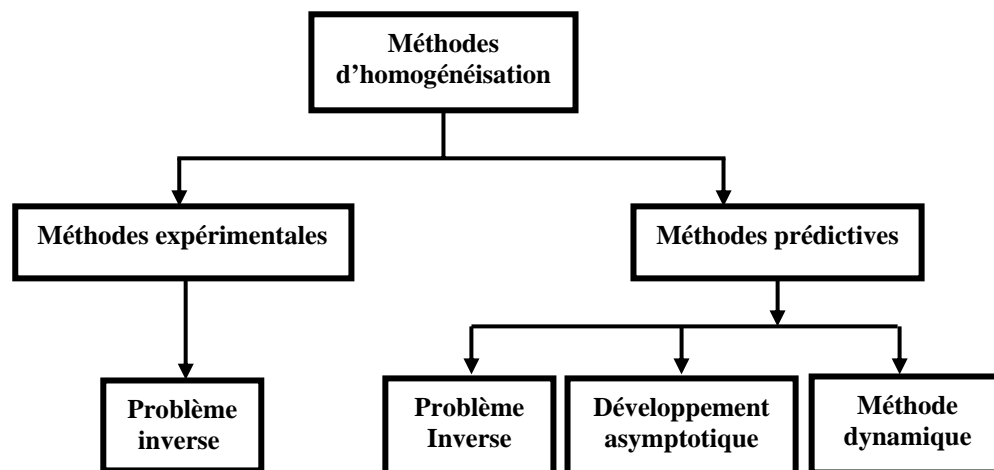 Méthodes
d’homogénéisation
Méthodes expérimentales
Méthodes prédictives
Problème
inverse
Problème
Inverse
Développement
asymptotique
Méthode
dynamique